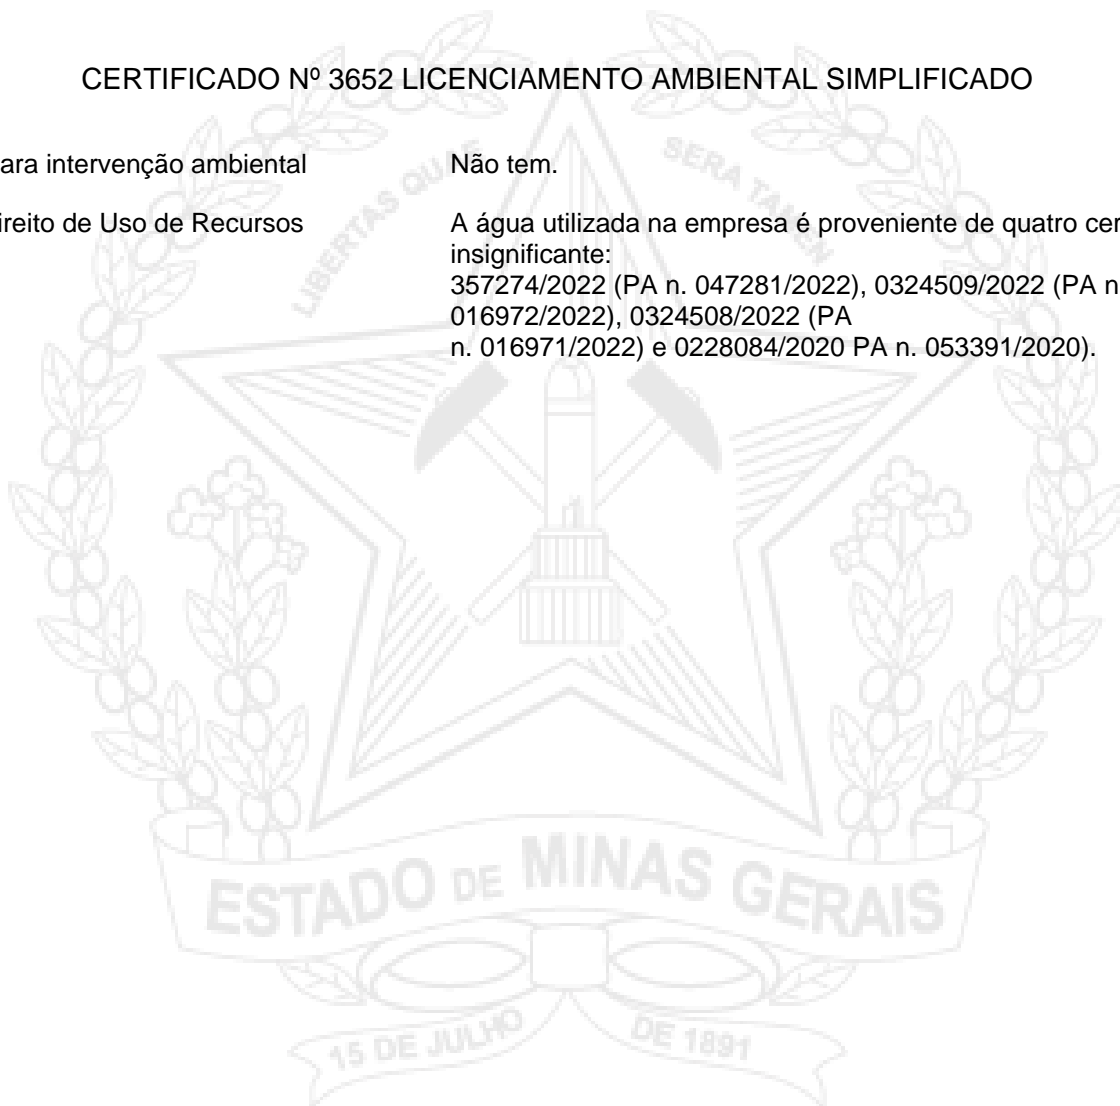 CERTIFICADO Nº 3652 LICENCIAMENTO AMBIENTAL SIMPLIFICADO
ara intervenção ambiental Não tem.
ireito de Uso de Recursos A água utilizada na empresa é proveniente de quatro cer
insignificante:
357274/2022 (PA n. 047281/2022), 0324509/2022 (PA n
016972/2022), 0324508/2022 (PA
n. 016971/2022) e 0228084/2020 PA n. 053391/2020).
LIBERTAS QUAE SERA TAMEN
ESTADO DE MINAS GERAIS
15 DE JULHO DE 1891